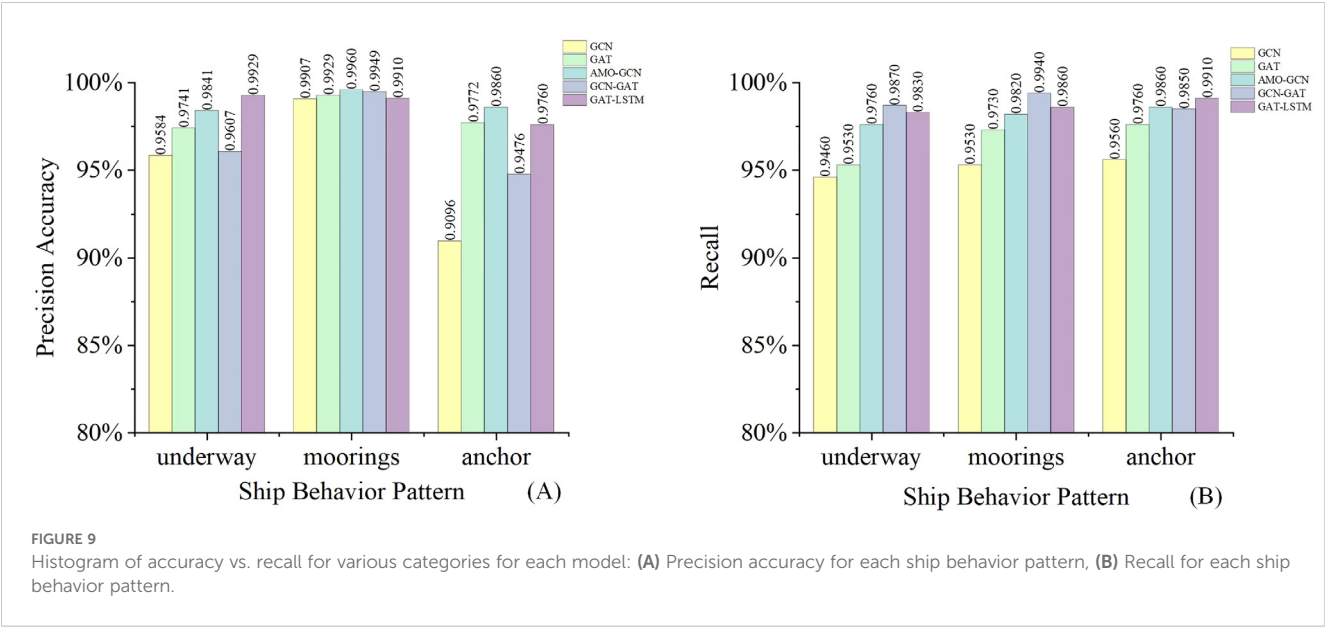 GCN
GAT
AMO-GCN
GCN-GAT
GAT-LSTM
100%
95%
90%
85%
80%
Precision Accuracy
0.9584
0.9741
0.9841
0.9607
0.9929
0.9907
0.9929
0.9960
0.9949
0.9910
0.9096
0.9772
0.9860
0.9476
0.9760
underway moorings anchor
Ship Behavior Pattern (A)
GCN
GAT
AMO-GCN
GCN-GAT
GAT-LSTM
100%
95%
90%
85%
80%
Recall
0.9460
0.9530
0.9760
0.9870
0.9830
0.9530
0.9730
0.9820
0.9940
0.9860
0.9560
0.9760
0.9860
0.9850
0.9910
underway moorings anchor
Ship Behavior Pattern (B)
FIGURE 9
Histogram of accuracy vs. recall for various categories for each model: (A) Precision accuracy for each ship behavior pattern, (B) Recall for each ship
behavior pattern.